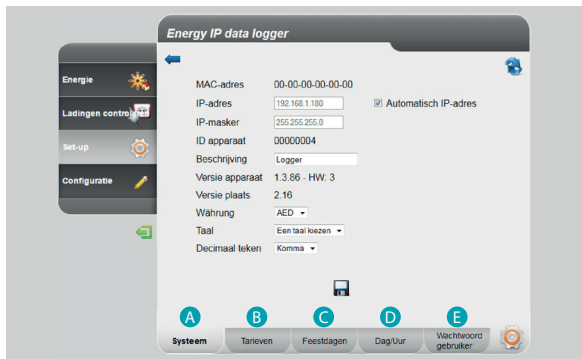 Energy IP data logger
Energie
Ladingen controleren
Set-up
Configuratie
MAC-adres 00-00-00-00-00-00
IP-adres 192.168.1.180 Automatisch IP-adres
IP-masker 255.255.255.0
ID apparaat 00000004
Beschrijving Logger
Versie apparaat 1.3.86 - HW: 3
Versie plaats 2.16
Währung AED
Taal Een taal kiezen
Decimaal teken Komma
A B C D E
Systeem Tarieven Feestdagen Dag/Uur Wachtwoord
gebruiker